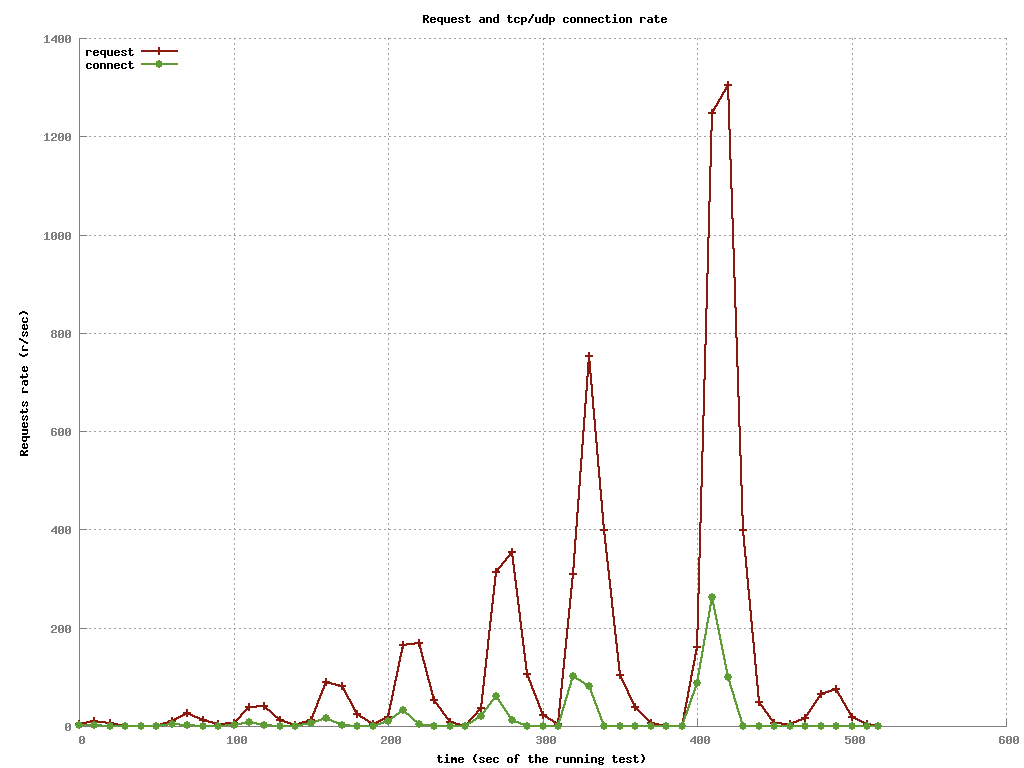 Request and tcp/udp connection rate
1400
request
connect
1200
1000
800
Requests rate (r/sec)
600
400
200
0
0 100 200 300 400 500 600
time (sec of the running test)